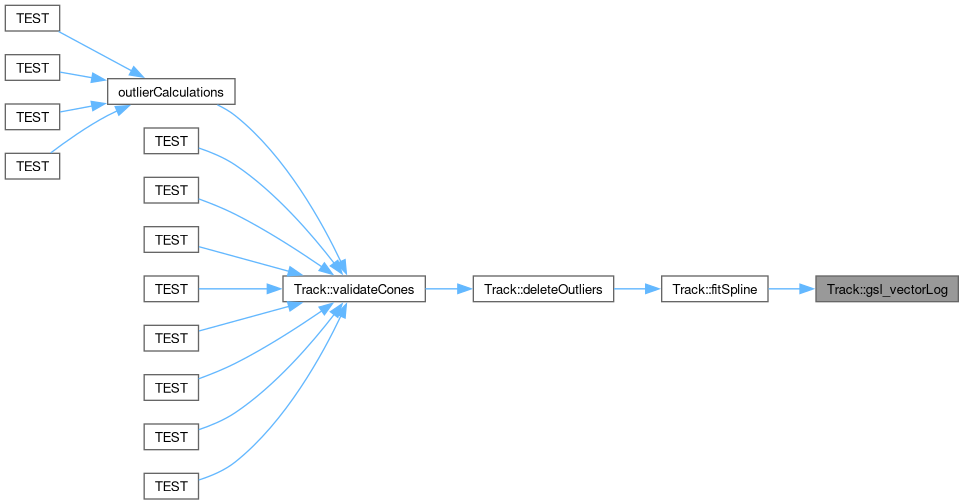 TEST
TEST
TEST
TEST
outlierCalculations
TEST
TEST
TEST
TEST
TEST
TEST
TEST
TEST
Track::validateCones
Track::deleteOutliers
Track::fitSpline
Track::gsl_vectorLog